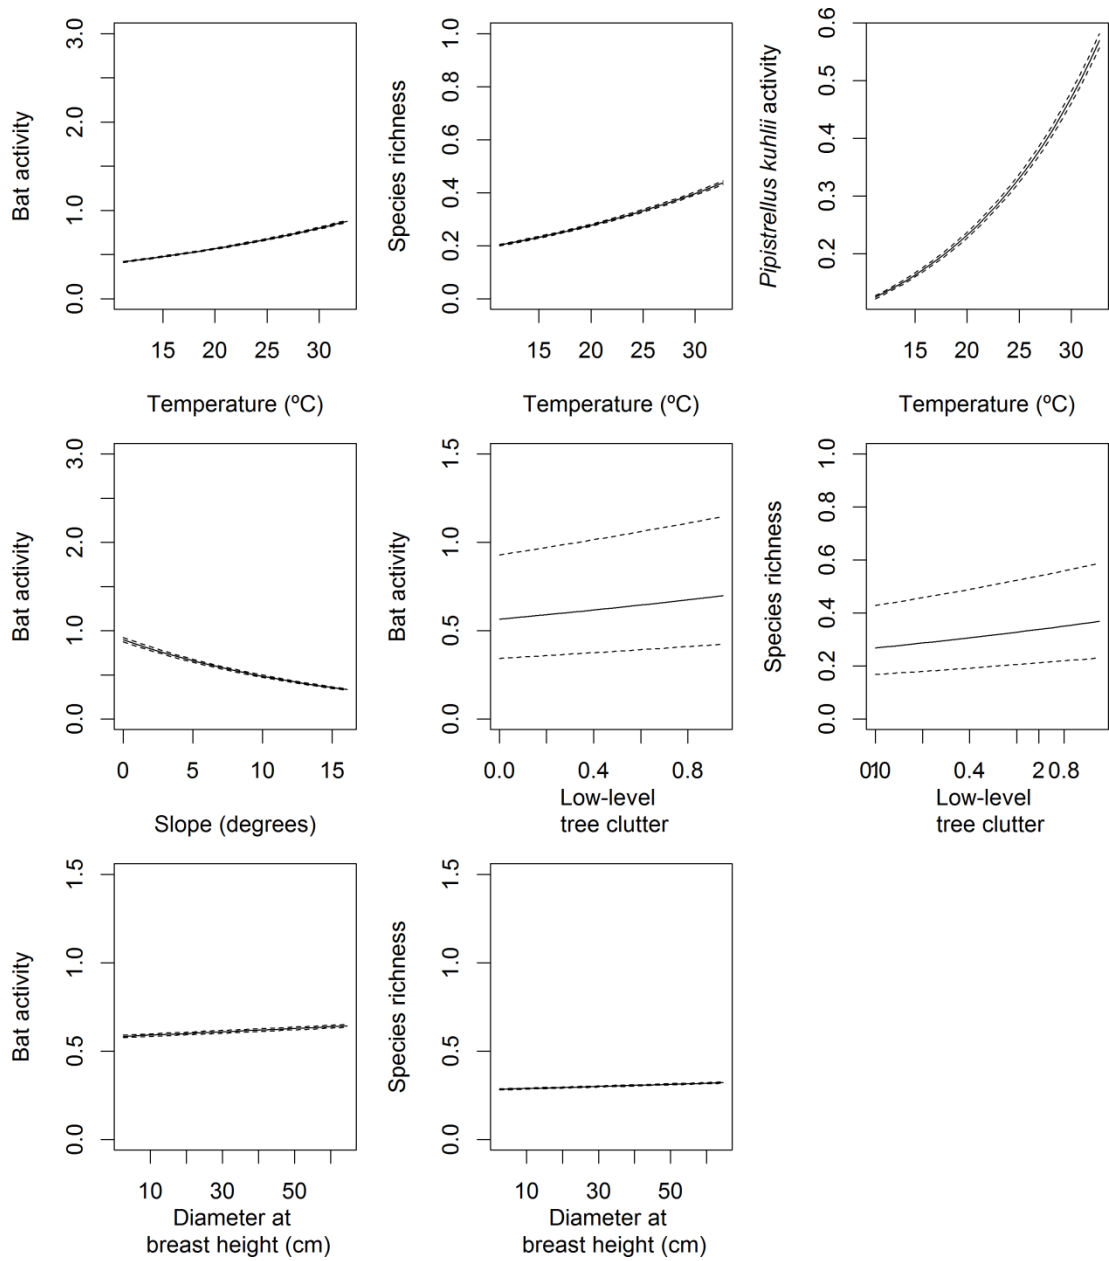 Bat activity
0.0 1.0 2.0 3.0
15 20 25 30
Temperature (ºC)
Species richness
0.0 0.2 0.4 0.6 0.8 1.0
15 20 25 30
Temperature (ºC)
Pipistrellus kuhlii activity
0.2 0.3 0.4 0.5 0.6
15 20 25 30
Temperature (ºC)
Bat activity
0.0 1.0 2.0 3.0
0 5 10 15
Slope (degrees)
Bat activity
0.0 0.5 1.0 1.5
0.0 0.4 0.8
Low-level
tree clutter
Species richness
0.0 0.2 0.4 0.6 0.8 1.0
0.4 2 0.8
Low-level
tree clutter
Bat activity
0.0 0.5 1.0 1.5
10 30 50
Diameter at
breast height (cm)
Species richness
0.0 0.5 1.0 1.5
10 30 50
Diameter at
breast height (cm)